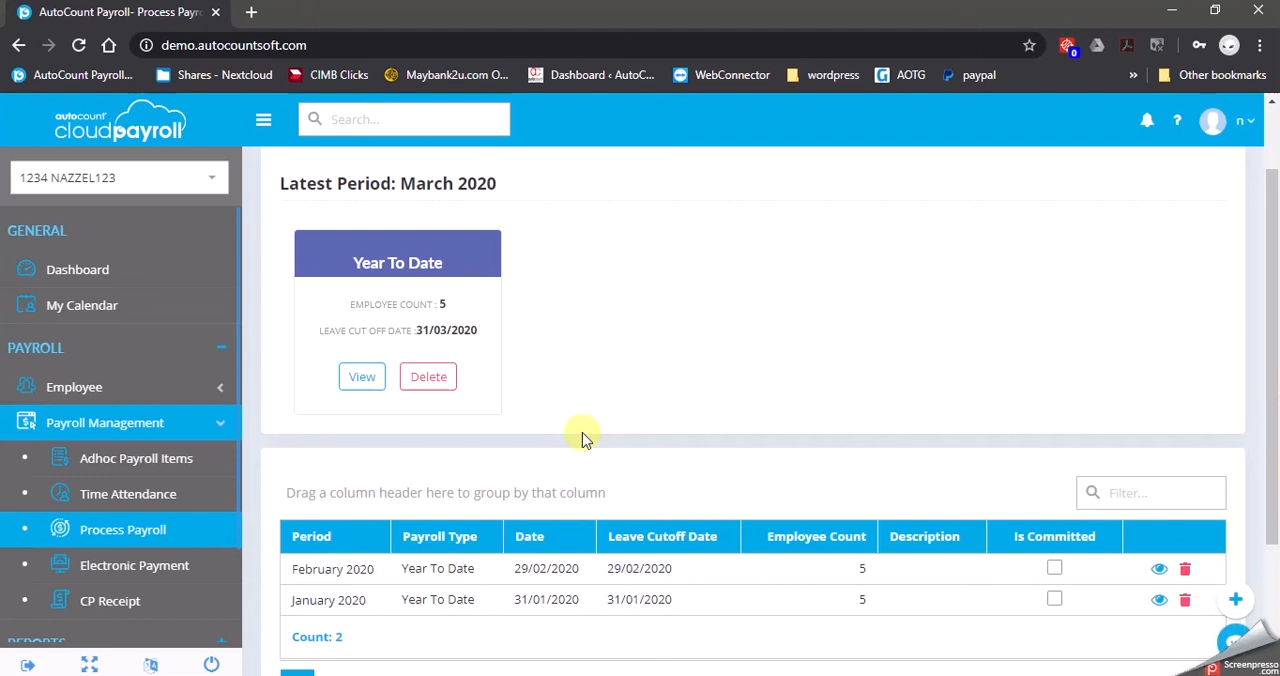 AutoCount Payroll- Process Payro
demo.autocountsoft.com
0
AutoCount Payroll...
Shares - Nextcloud
CIMB Clicks
Maybank2u.com O...
Dashboard ‹ AutoC...
WebConnector
wordpress
AOTG
paypal
»
Other bookmarks
autocount
cloudpayroll
Search...
?
n
1234 NAZZEL123
GENERAL
Dashboard
My Calendar
PAYROLL
Employee
Payroll Management
Adhoc Payroll Items
Time Attendance
Process Payroll
Electronic Payment
CP Receipt
REPORTS
Latest Period: March 2020
Year To Date
EMPLOYEE COUNT : 5
LEAVE CUT OFF DATE :31/03/2020
View Delete
Drag a column header here to group by that column
Filter...
Period Payroll Type Date Leave Cutoff Date Employee Count Description Is Committed
February 2020 Year To Date 29/02/2020 29/02/2020 5
January 2020 Year To Date 31/01/2020 31/01/2020 5
Count: 2
Screenpresso
.com